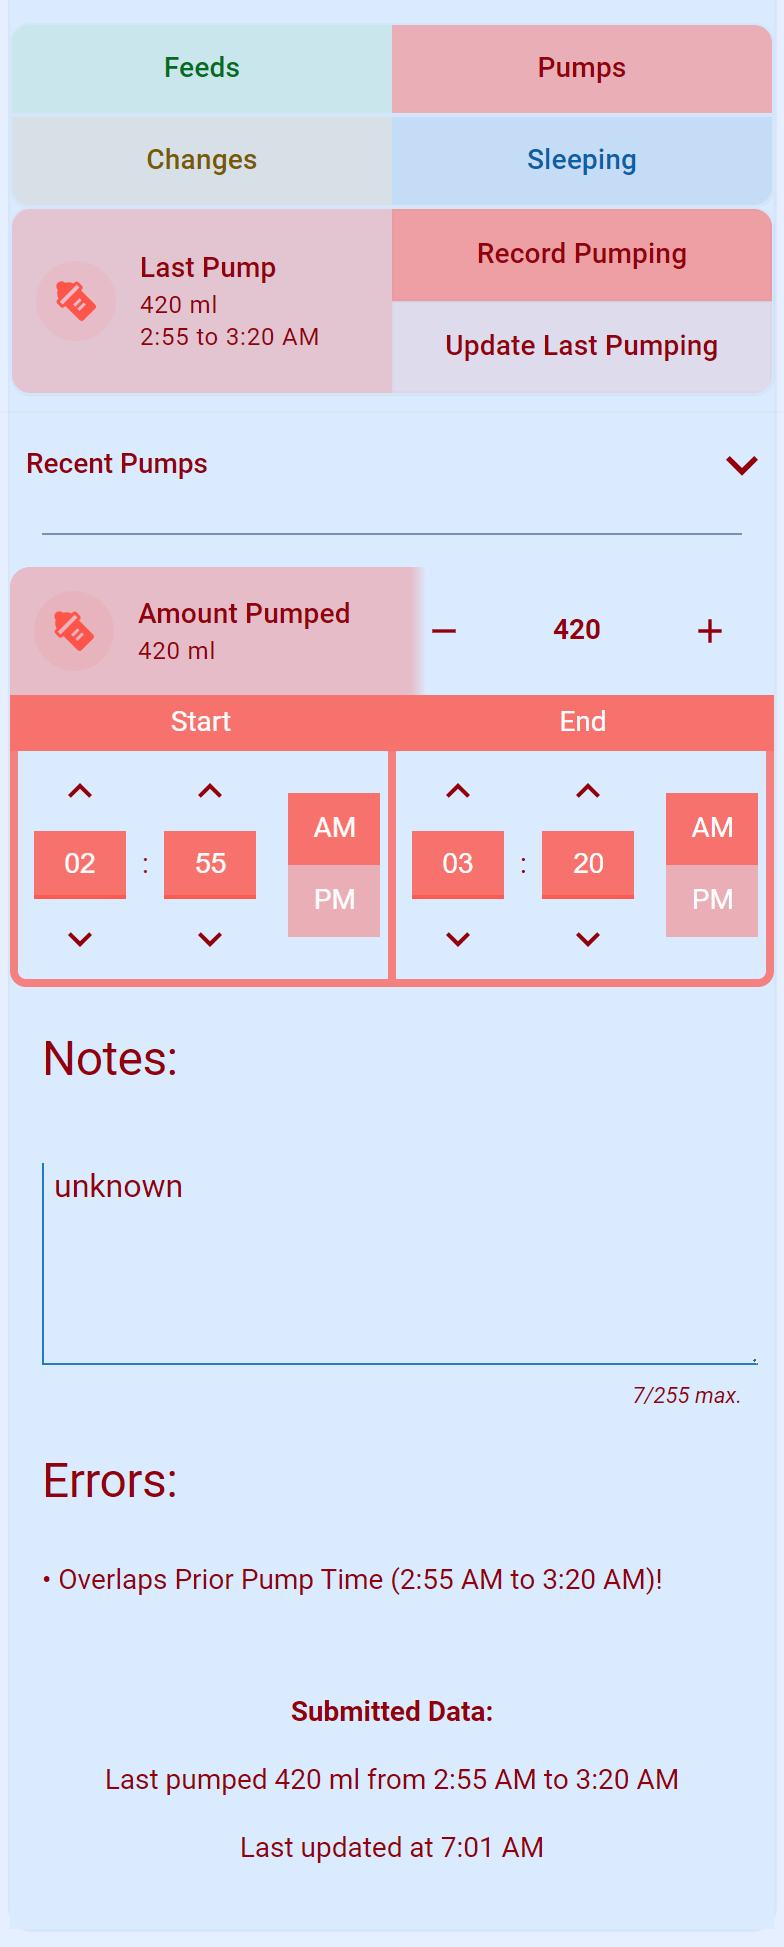 Feeds
Pumps
Changes
Sleeping
Last Pump
420 ml
2:55 to 3:20 AM
Record Pumping
Update Last Pumping
Recent Pumps
Amount Pumped
420 ml
− 420 +
Start
End
02 : 55
AM
PM
03 : 20
AM
PM
Notes:
unknown
7/255 max.
Errors:
• Overlaps Prior Pump Time (2:55 AM to 3:20 AM)!
Submitted Data:
Last pumped 420 ml from 2:55 AM to 3:20 AM
Last updated at 7:01 AM